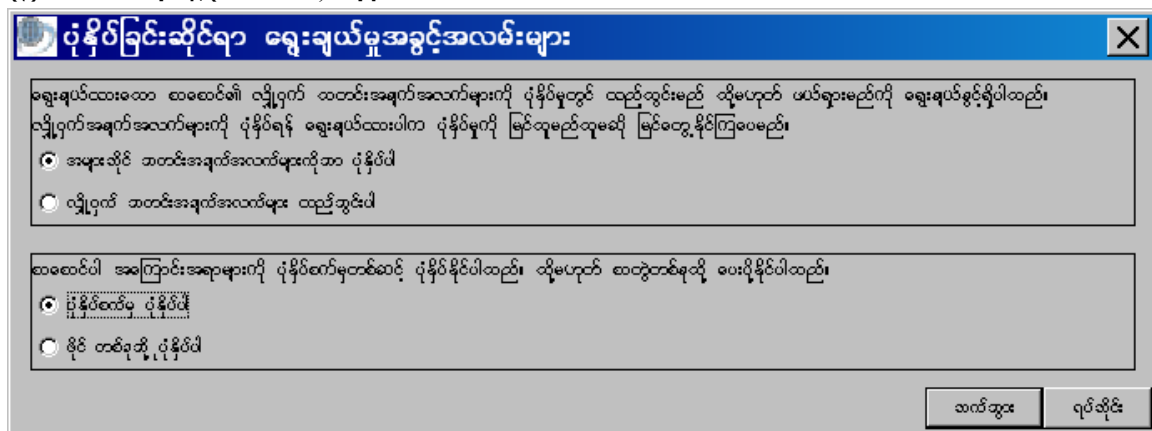 ပုံနှိပ်ခြင်းဆိုင်ရာ ရွေးချယ်မှုအခွင့်အလမ်းများ
ရွေးချယ်ထားသော စာစောင်၏ လျှို့ဝှက် သတင်းအချက်အလက်များကို ပုံနှိပ်မှုတွင် ထည့်သွင်းမည် သို့မဟုတ် ဖယ်ရှားမည်ကို ရွေးချယ်ခွင့်ရှိပါသည်။
လျှို့ဝှက်အချက်အလက်များကို ပုံနှိပ်ရန် ရွေးချယ်ထားပါက ပုံနှိပ်မှုကို မြင်သူမည်သူမဆို မြင်တွေ့နိုင်ကြပေမည်။
အများဆိုင် သတင်းအချက်အလက်များကိုသာ ပုံနှိပ်ပါ
လျှို့ဝှက် သတင်းအချက်အလက်များ ထည့်သွင်းပါ
စာစောင်ပါ အကြောင်းအရာများကို ပုံနှိပ်စက်မှတစ်ဆင့် ပုံနှိပ်နိုင်ပါသည်။ သို့မဟုတ် စာတွဲတစ်ခုသို့ ပေးပို့နိုင်ပါသည်။
ပုံနှိပ်စက်မှ ပုံနှိပ်ပါ
ဖိုင် တစ်ခုသို့ ပုံနှိပ်ပါ
ဆက်သွား
ရပ်ဆိုင်း